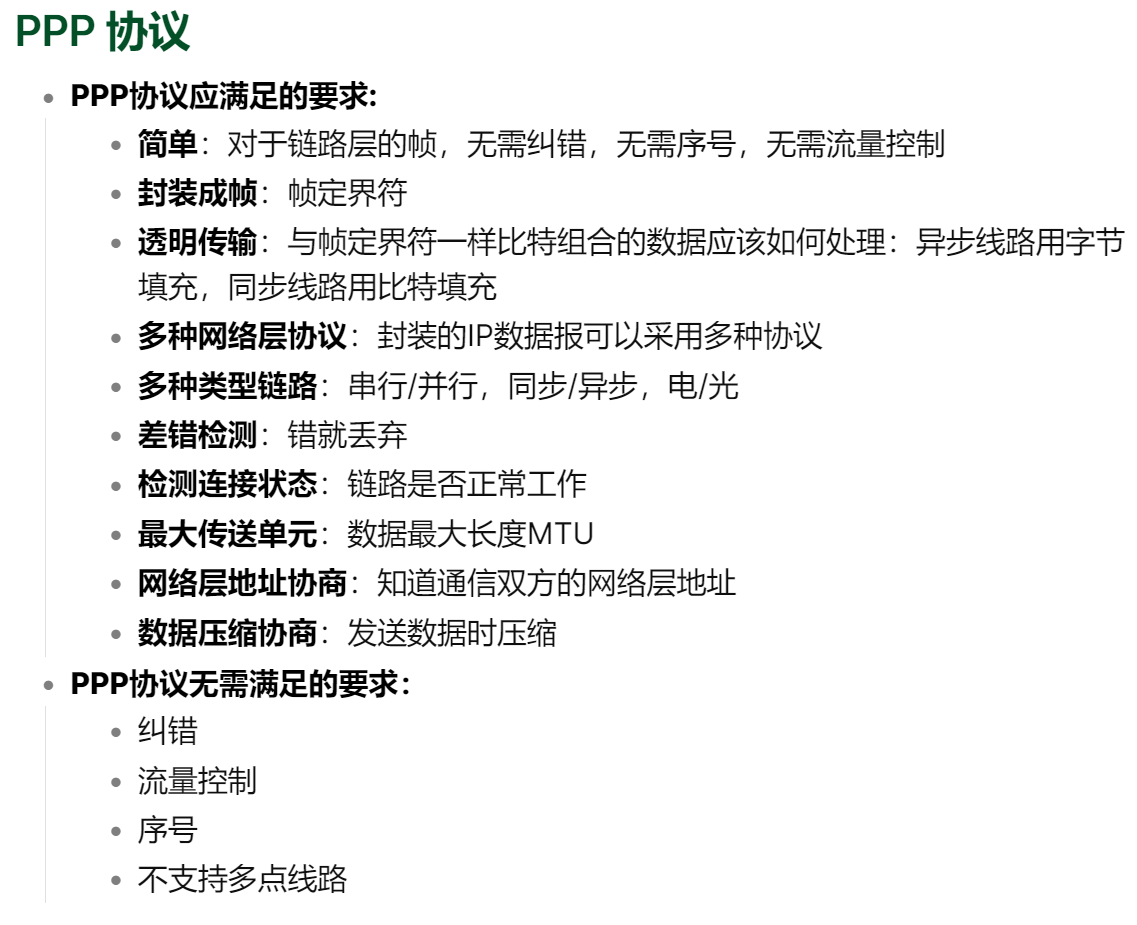 PPP 协议
PPP协议应满足的要求:
简单：对于链路层的帧，无需纠错，无需序号，无需流量控制
封装成帧：帧定界符
透明传输：与帧定界符一样比特组合的数据应该如何处理：异步线路用字节
填充，同步线路用比特填充
多种网络层协议：封装的IP数据报可以采用多种协议
多种类型链路：串行/并行，同步/异步，电/光
差错检测：错就丢弃
检测连接状态：链路是否正常工作
最大传送单元：数据最大长度MTU
网络层地址协商：知道通信双方的网络层地址
数据压缩协商：发送数据时压缩
PPP协议无需满足的要求：
纠错
流量控制
序号
不支持多点线路